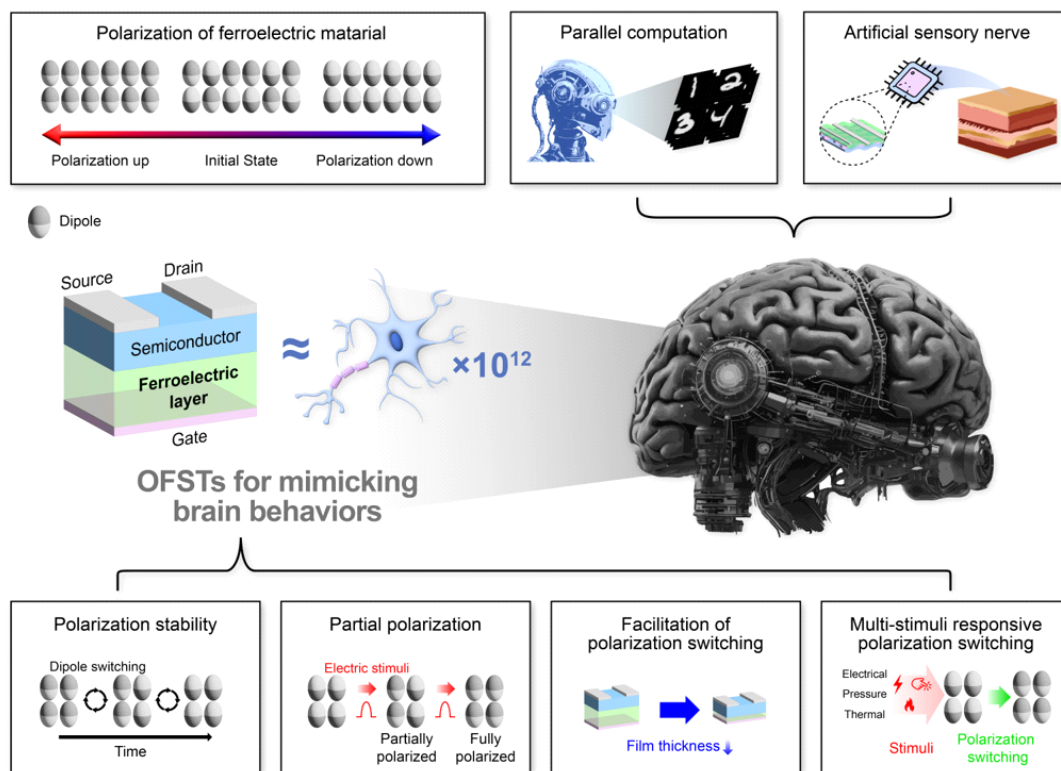 Polarization of ferroelectric matarial
Polarization up
Initial State
Polarization down
Parallel computation
1 2
3 4
Artificial sensory nerve
Dipole
Source
Drain
Semiconductor
Ferroelectric
layer
Gate
≈
×10¹²
OFSTs for mimicking
brain behaviors
Polarization stability
Dipole switching
Time
Partial polarization
Electric stimuli
Partially
polarized
Fully
polarized
Facilitation of
polarization switching
Film thickness
Multi-stimuli responsive
polarization switching
Electrical
Pressure
Thermal
Stimuli
Polarization
switching